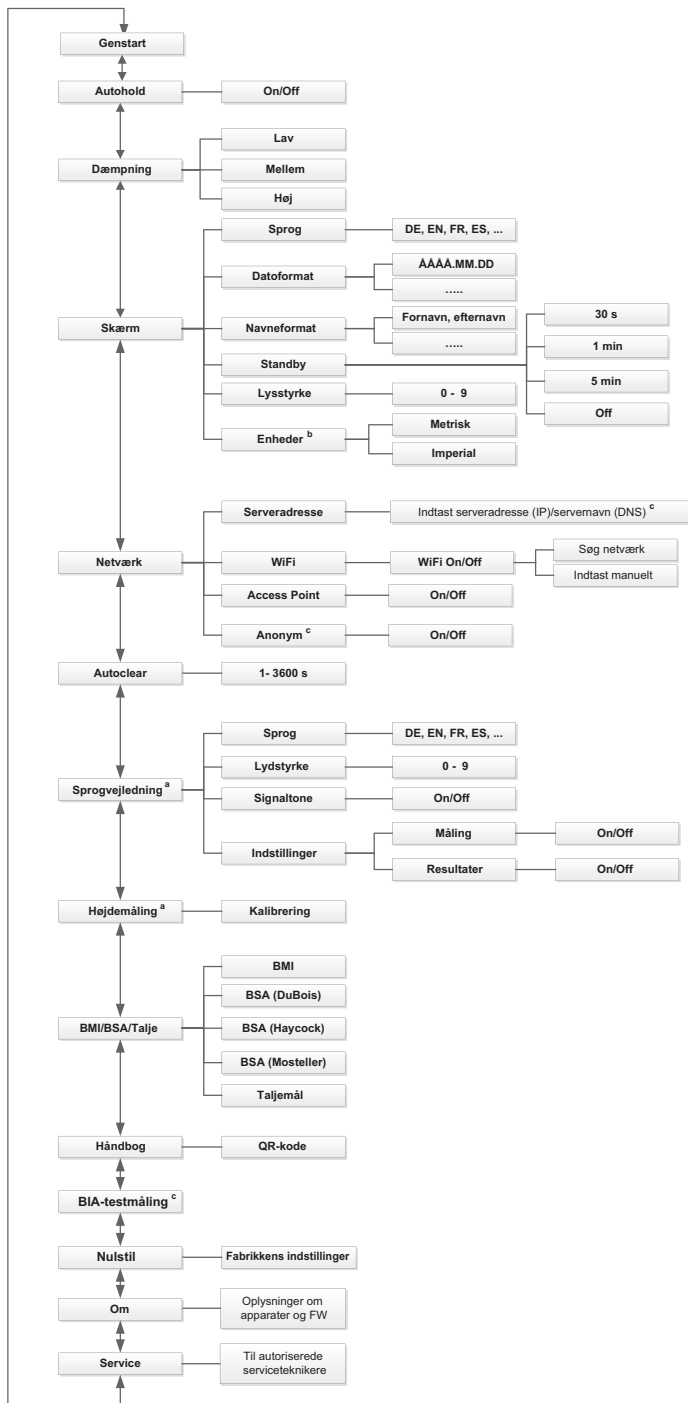 Genstart
Autohold
On/Off
Dæmpning
Lav
Mellem
Høj
Skærm
Sprog
DE, EN, FR, ES, ...
Datoformat
ÅÅÅÅ.MM.DD
.....
Navneformat
Fornavn, efternavn
.....
Standby
30 s
1 min
5 min
Off
Lysstyrke
0 - 9
Enheder b
Metrisk
Imperial
Netværk
Serveradresse
Indtast serveradresse (IP)/servernavn (DNS) c
WiFi
WiFi On/Off
Søg netværk
Indtast manuelt
Access Point
On/Off
Anonym c
On/Off
Autoclear
1- 3600 s
Sprogvejledning a
Sprog
DE, EN, FR, ES, ...
Lydstyrke
0 - 9
Signaltone
On/Off
Indstillinger
Måling
On/Off
Resultater
On/Off
Højdemåling a
Kalibrering
BMI/BSA/Talje
BMI
BSA (DuBois)
BSA (Haycock)
BSA (Mosteller)
Taljemål
Håndbog
QR-kode
BIA-testmåling c
Nulstil
Fabrikkens indstillinger
Om
Oplysninger om
apparater og FW
Service
Til autoriserede
serviceteknikere